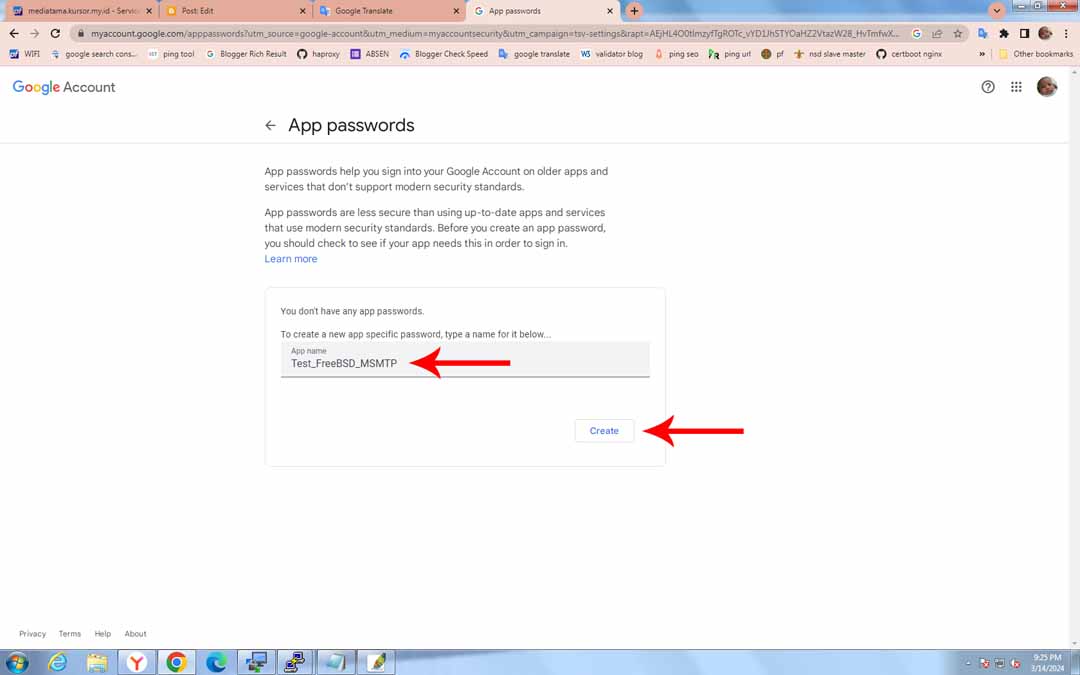 mediatama.kursor.my.id - Servic
Post: Edit
Google Translate
App passwords
myaccount.google.com/apppasswords?utm_source=google-account&utm_medium=myaccountsecurity&utm_campaign=tsv-settings&rapt=
WIFI
google search cons...
ping tool
Blogger Rich Result
haproxy
ABSEN
Blogger Check Speed
google translate
validator blog
ping seo
ping url
pf
nsd slave master
certboot nginx
»
Other bookmarks
Google Account
App passwords
App passwords help you sign into your Google Account on older apps and
services that don't support modern security standards.
App passwords are less secure than using up-to-date apps and services
that use modern security standards. Before you create an app password,
you should check to see if your app needs this in order to sign in.
Learn more
You don't have any app passwords.
To create a new app specific password, type a name for it below...
App name
Test_FreeBSD_MSMTP
Create
Privacy
Terms
Help
About
9:25 PM
3/14/2024